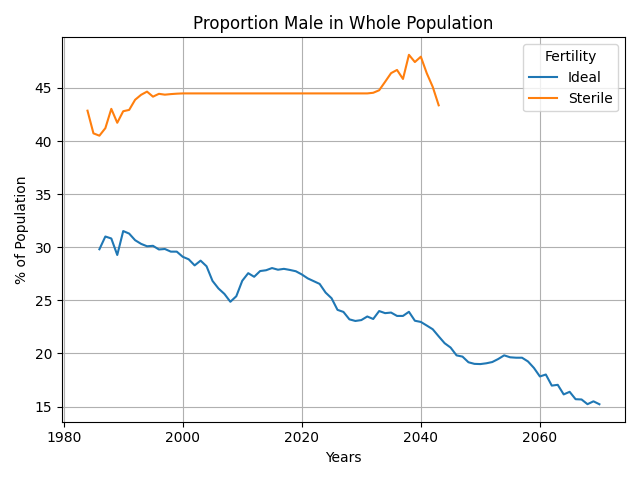 Proportion Male in Whole Population
Fertility
Ideal
Sterile
% of Population
45
40
35
30
25
20
15
1980
2000
2020
2040
2060
Years